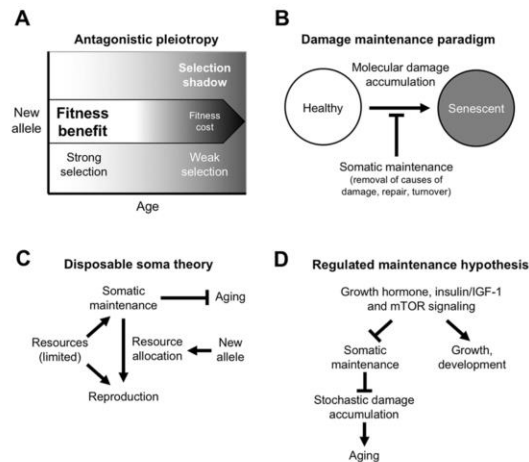 A
Antagonistic pleiotropy
Selection
shadow
New
allele
Fitness
benefit
Fitness
cost
Strong
selection
Weak
selection
Age
B
Damage maintenance paradigm
Molecular damage
accumulation
Healthy
Senescent
Somatic maintenance
(removal of causes of
damage, repair, turnover)
C
Disposable soma theory
Somatic
maintenance
Aging
Resources
(limited)
Resource
allocation
New
allele
Reproduction
D
Regulated maintenance hypothesis
Growth hormone, insulin/IGF-1
and mTOR signaling
Somatic
maintenance
Growth,
development
Stochastic damage
accumulation
Aging